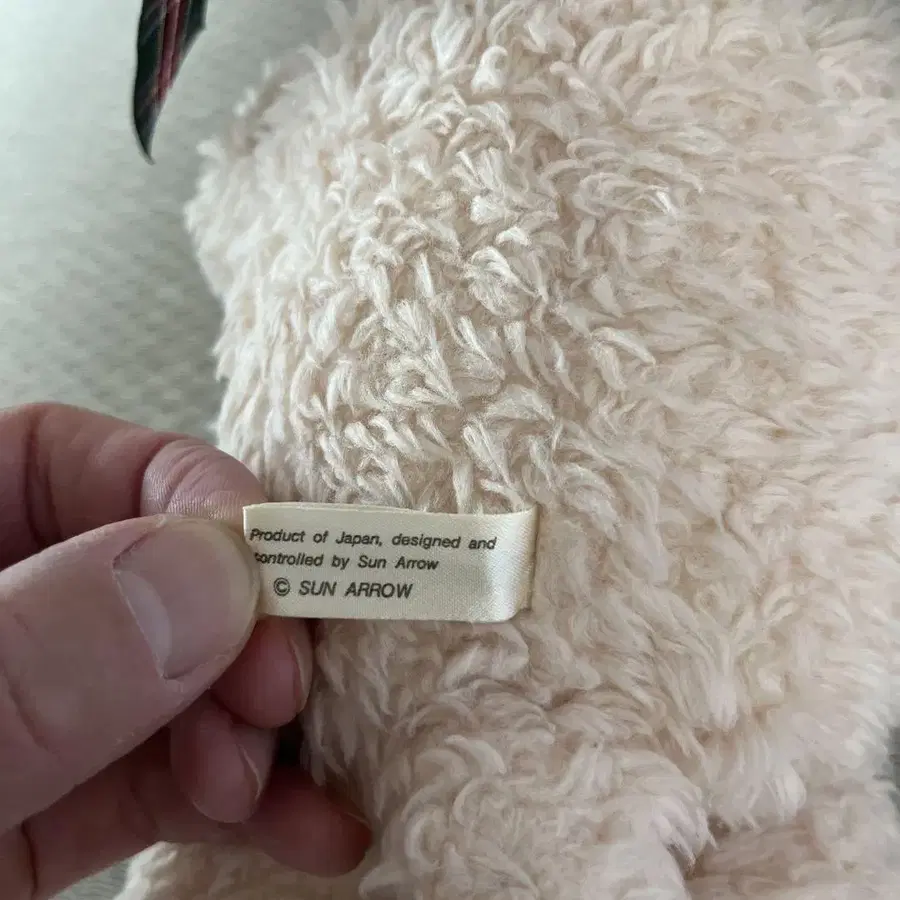 Product of Japan, designed and
controlled by Sun Arrow
© SUN ARROW